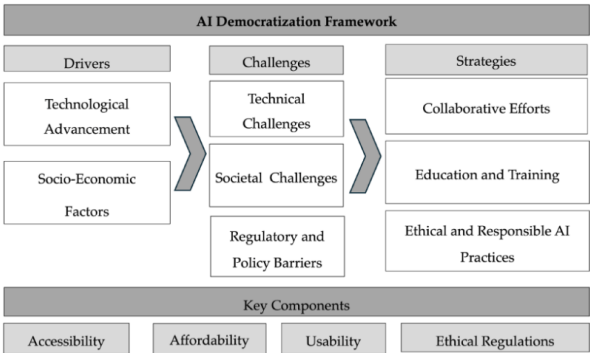 AI Democratization Framework
Drivers
Technological
Advancement
Socio-Economic
Factors
Challenges
Technical
Challenges
Societal Challenges
Regulatory and
Policy Barriers
Strategies
Collaborative Efforts
Education and Training
Ethical and Responsible AI
Practices
Key Components
Accessibility
Affordability
Usability
Ethical Regulations